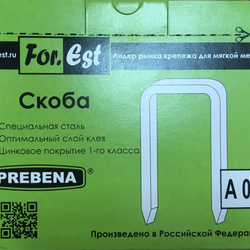 est.ru
For.Est
Лидер рынка крепежа для мягкой ме
Скоба
Специальная сталь
Оптимальный слой клея
Цинковое покрытие 1-го класса
PREBENA ®
A 0
Произведено в Российской Федера